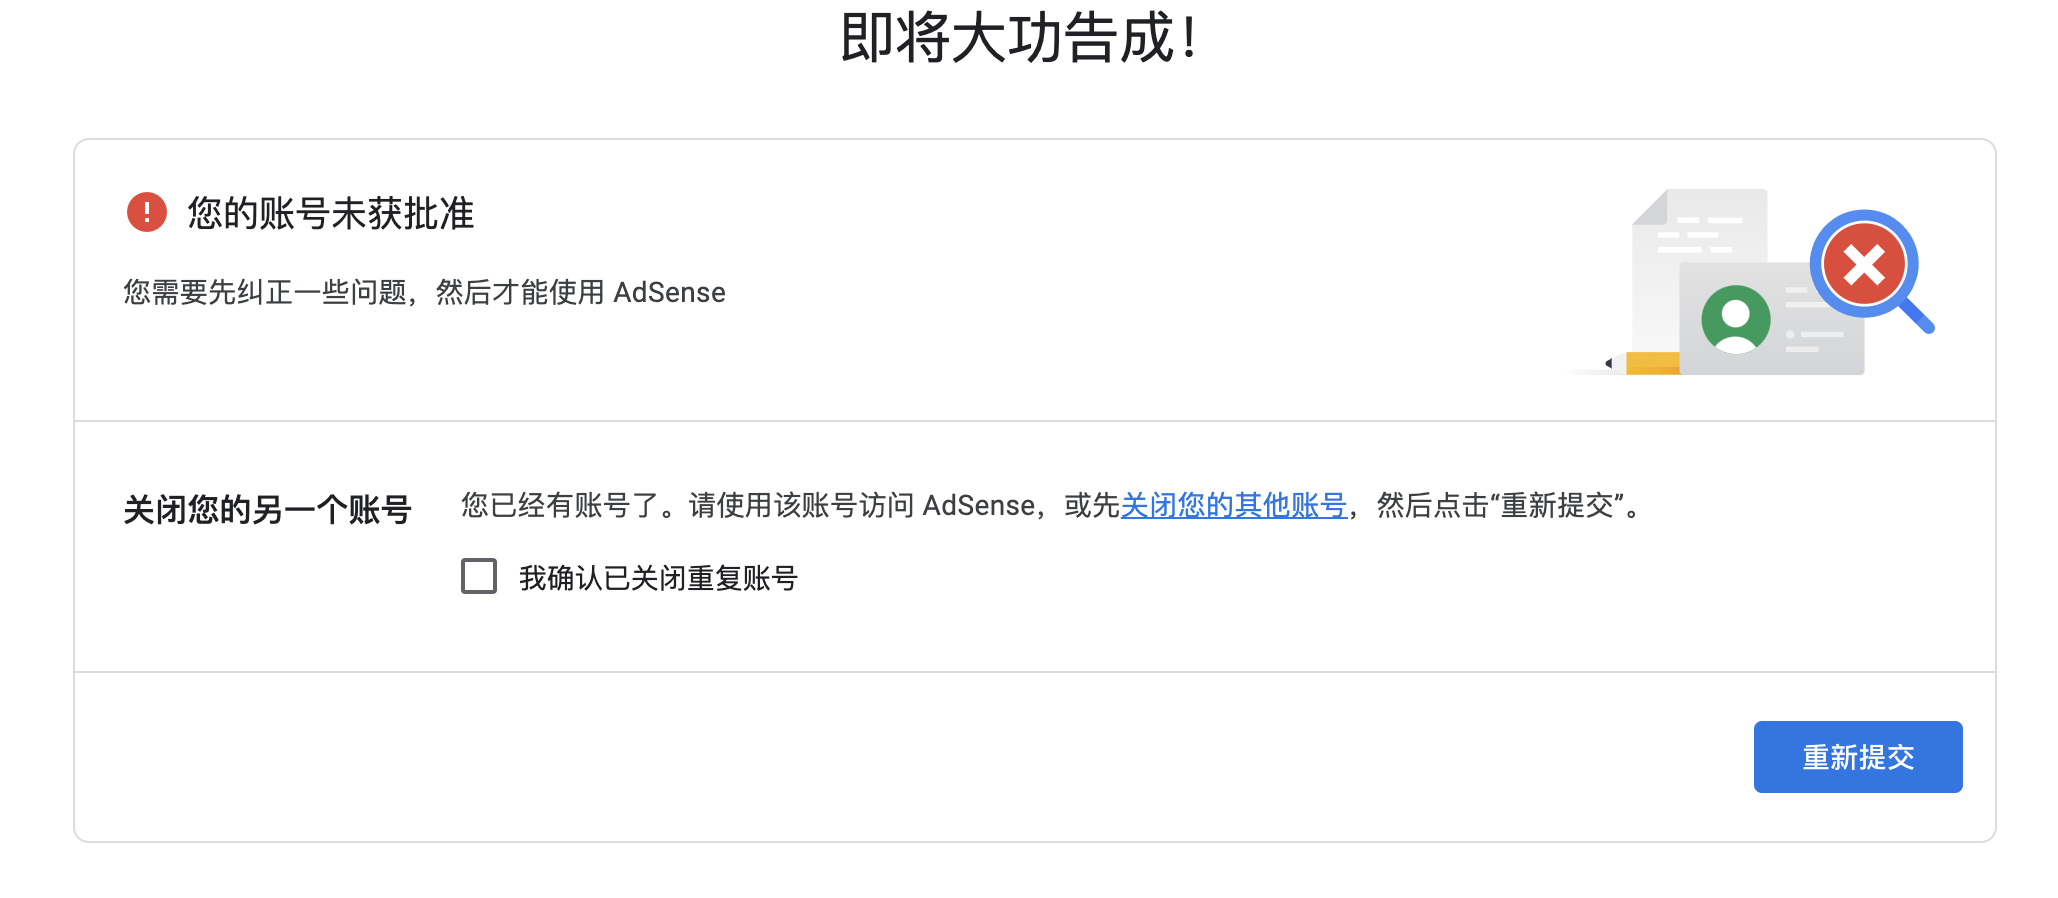 即将大功告成！
您的账号未获批准
您需要先纠正一些问题，然后才能使用 AdSense
关闭您的另一个账号
您已经有账号了。请使用该账号访问 AdSense，或先关闭您的其他账号，然后点击“重新提交”。
我确认已关闭重复账号
重新提交